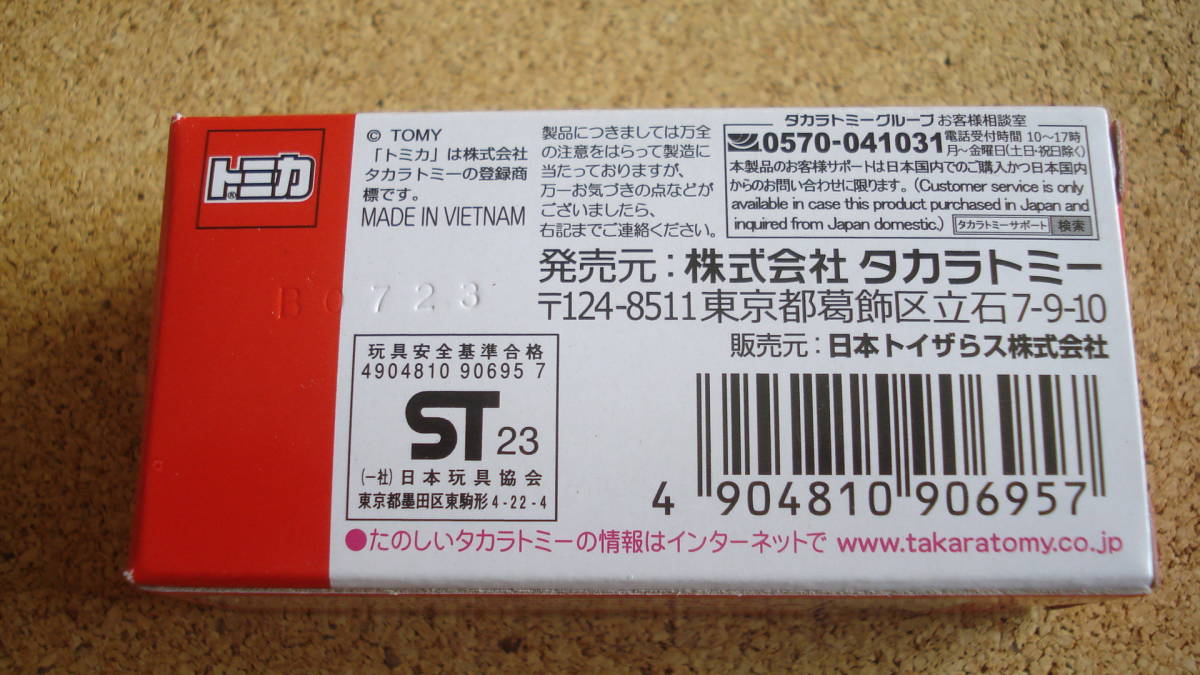 トミカ®
© TOMY
「トミカ」は株式会社
タカラトミーの登録商
標です。
MADE IN VIETNAM
B0723
製品につきましては万全
の注意をはらって製造に
当たっておりますが、
万一お気づきの点などが
ございましたら、
右記までご連絡ください。
タカラトミーグループ お客様相談室
0570-041031 電話受付時間 10~17時
月~金曜日(土日・祝日除く)
本製品のお客様サポートは日本国内でのご購入かつ日本国内
からのお問い合わせに限ります。(Customer service is only
available in case this product purchased in Japan and
inquired from Japan domestic.) タカラトミーサポート 検索
発売元:株式会社 タカラトミー
〒124-8511 東京都葛飾区立石7-9-10
販売元:日本トイザらス株式会社
玩具安全基準合格
4904810 90695 7
ST 23
(一社)日本玩具協会
東京都墨田区東駒形4-22-4
4 904810 906957
●たのしいタカラトミーの情報はインターネットで www.takaratomy.co.jp